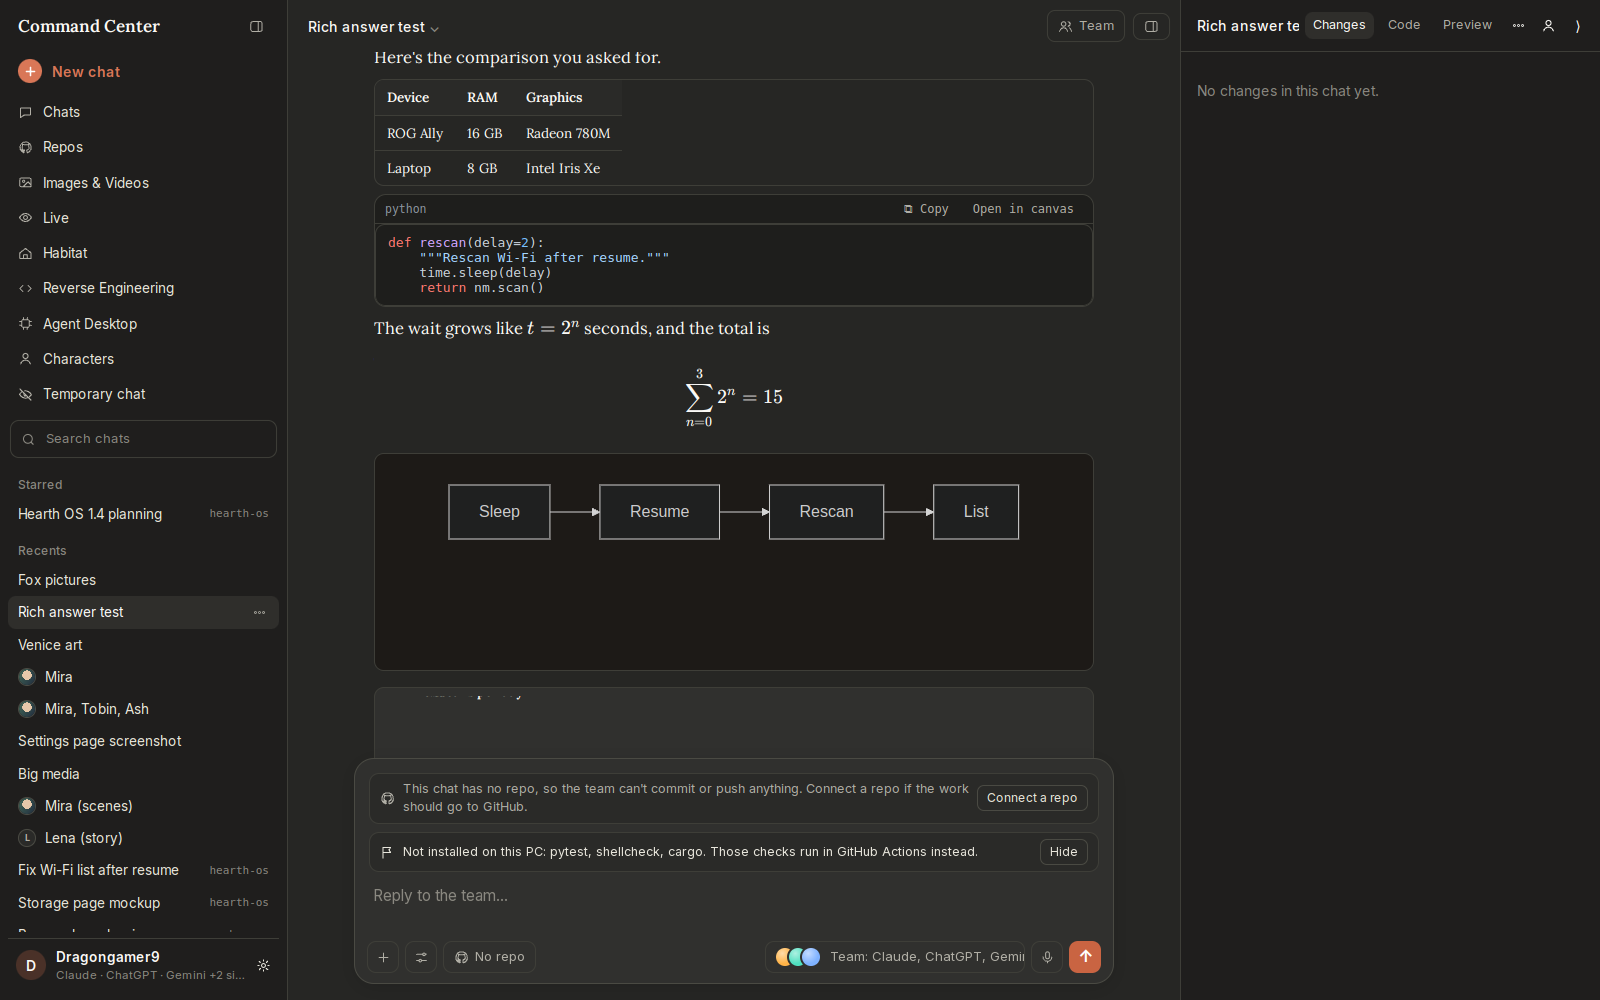 Command Center
New chat
Chats
Repos
Images & Videos
Live
Habitat
Reverse Engineering
Agent Desktop
Characters
Temporary chat
Search chats
Starred
Hearth OS 1.4 planning hearth-os
Recents
Fox pictures
Rich answer test
Venice art
Mira
Mira, Tobin, Ash
Settings page screenshot
Big media
Mira (scenes)
L Lena (story)
Fix Wi-Fi list after resume hearth-os
Storage page mockup hearth-os
D Dragongamer9
Claude · ChatGPT · Gemini +2 si...
Rich answer test
Team
Here's the comparison you asked for.
Device RAM Graphics
ROG Ally 16 GB Radeon 780M
Laptop 8 GB Intel Iris Xe
python Copy Open in canvas
def rescan(delay=2):
"""Rescan Wi-Fi after resume."""
time.sleep(delay)
return nm.scan()
The wait grows like t = 2ⁿ seconds, and the total is
3
∑ 2ⁿ = 15
n=0
Sleep Resume Rescan List
This chat has no repo, so the team can't commit or push anything. Connect a repo if the work
should go to GitHub.
Connect a repo
Not installed on this PC: pytest, shellcheck, cargo. Those checks run in GitHub Actions instead. Hide
Reply to the team...
No repo
Team: Claude, ChatGPT, Gemi
Rich answer te Changes Code Preview
No changes in this chat yet.